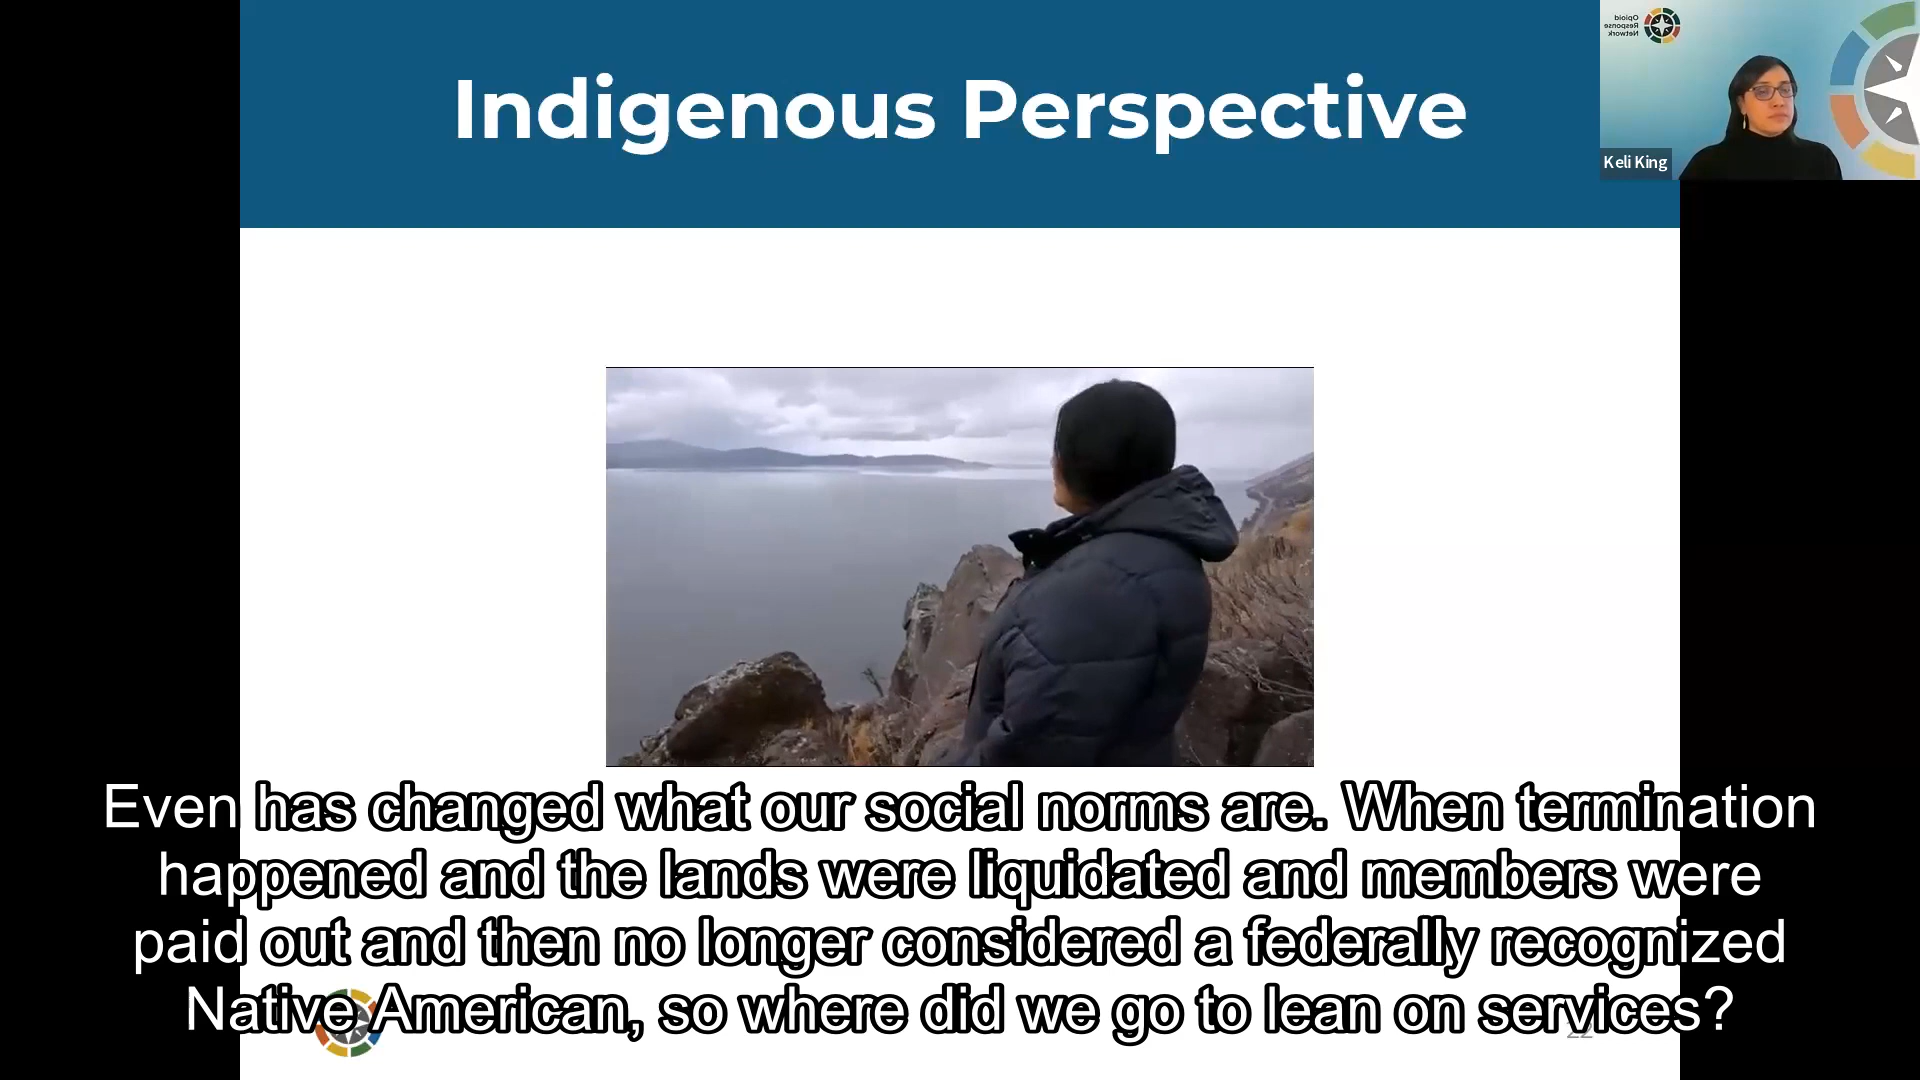 Indigenous Perspective
Opioid
Response
Network
Keli King
Even has changed what our social norms are. When termination
happened and the lands were liquidated and members were
paid out and then no longer considered a federally recognized
Native American, so where did we go to lean on services?
22